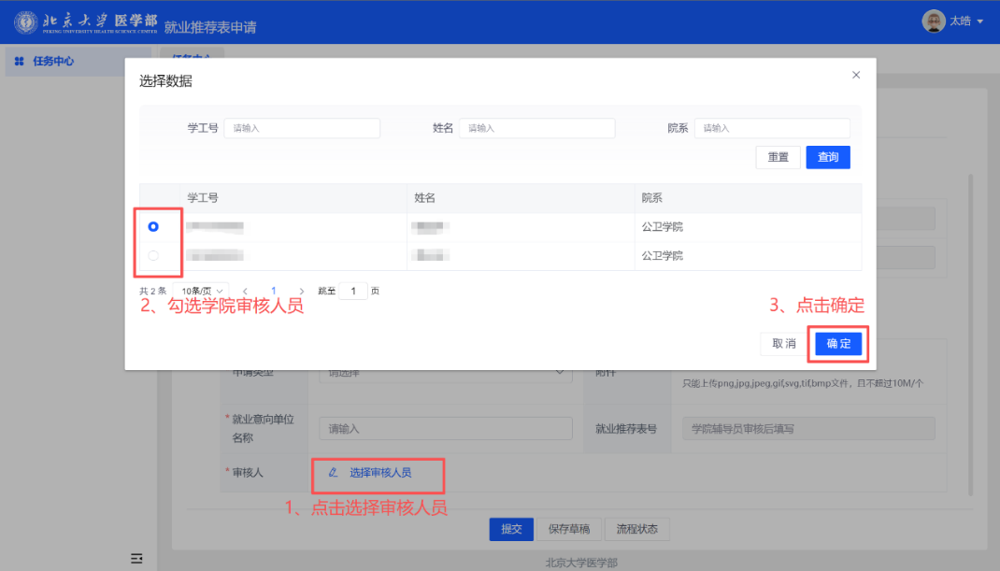 北京大学医学部
PEKING UNIVERSITY HEALTH SCIENCE CENTER
就业推荐表申请
太皓
任务中心
任务中心
选择数据
学工号 请输入 姓名 请输入 院系 请输入
重置 查询
学工号 姓名 院系
公卫学院
公卫学院
共 2 条 10条/页 1 跳至 1 页
2、勾选学院审核人员
3、点击确定
取 消 确 定
申请类型 请选择 附件
只能上传png,jpg,jpeg,gif,svg,tif,bmp文件，且不超过10M/个
* 就业意向单位
名称
请输入 就业推荐表号 学院辅导员审核后填写
* 审核人 选择审核人员
1、点击选择审核人员
提交 保存草稿 流程状态
北京大学医学部